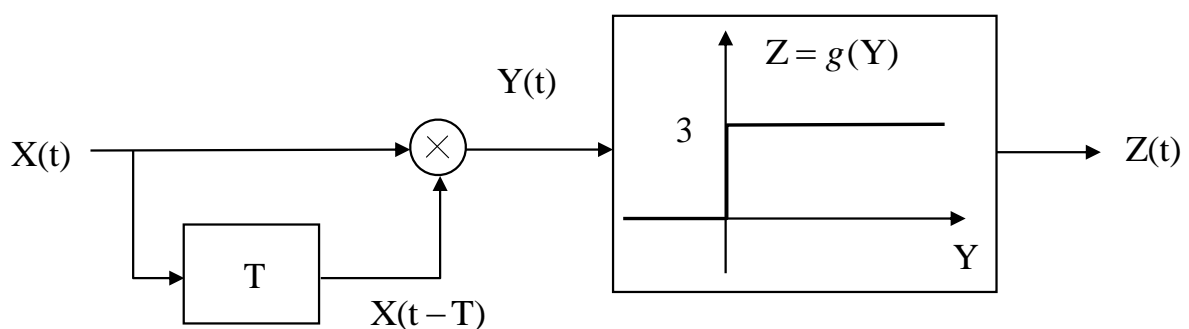 Z = g(Y)
Y(t)
3
X(t)
Z(t)
Y
T
X(t – T)